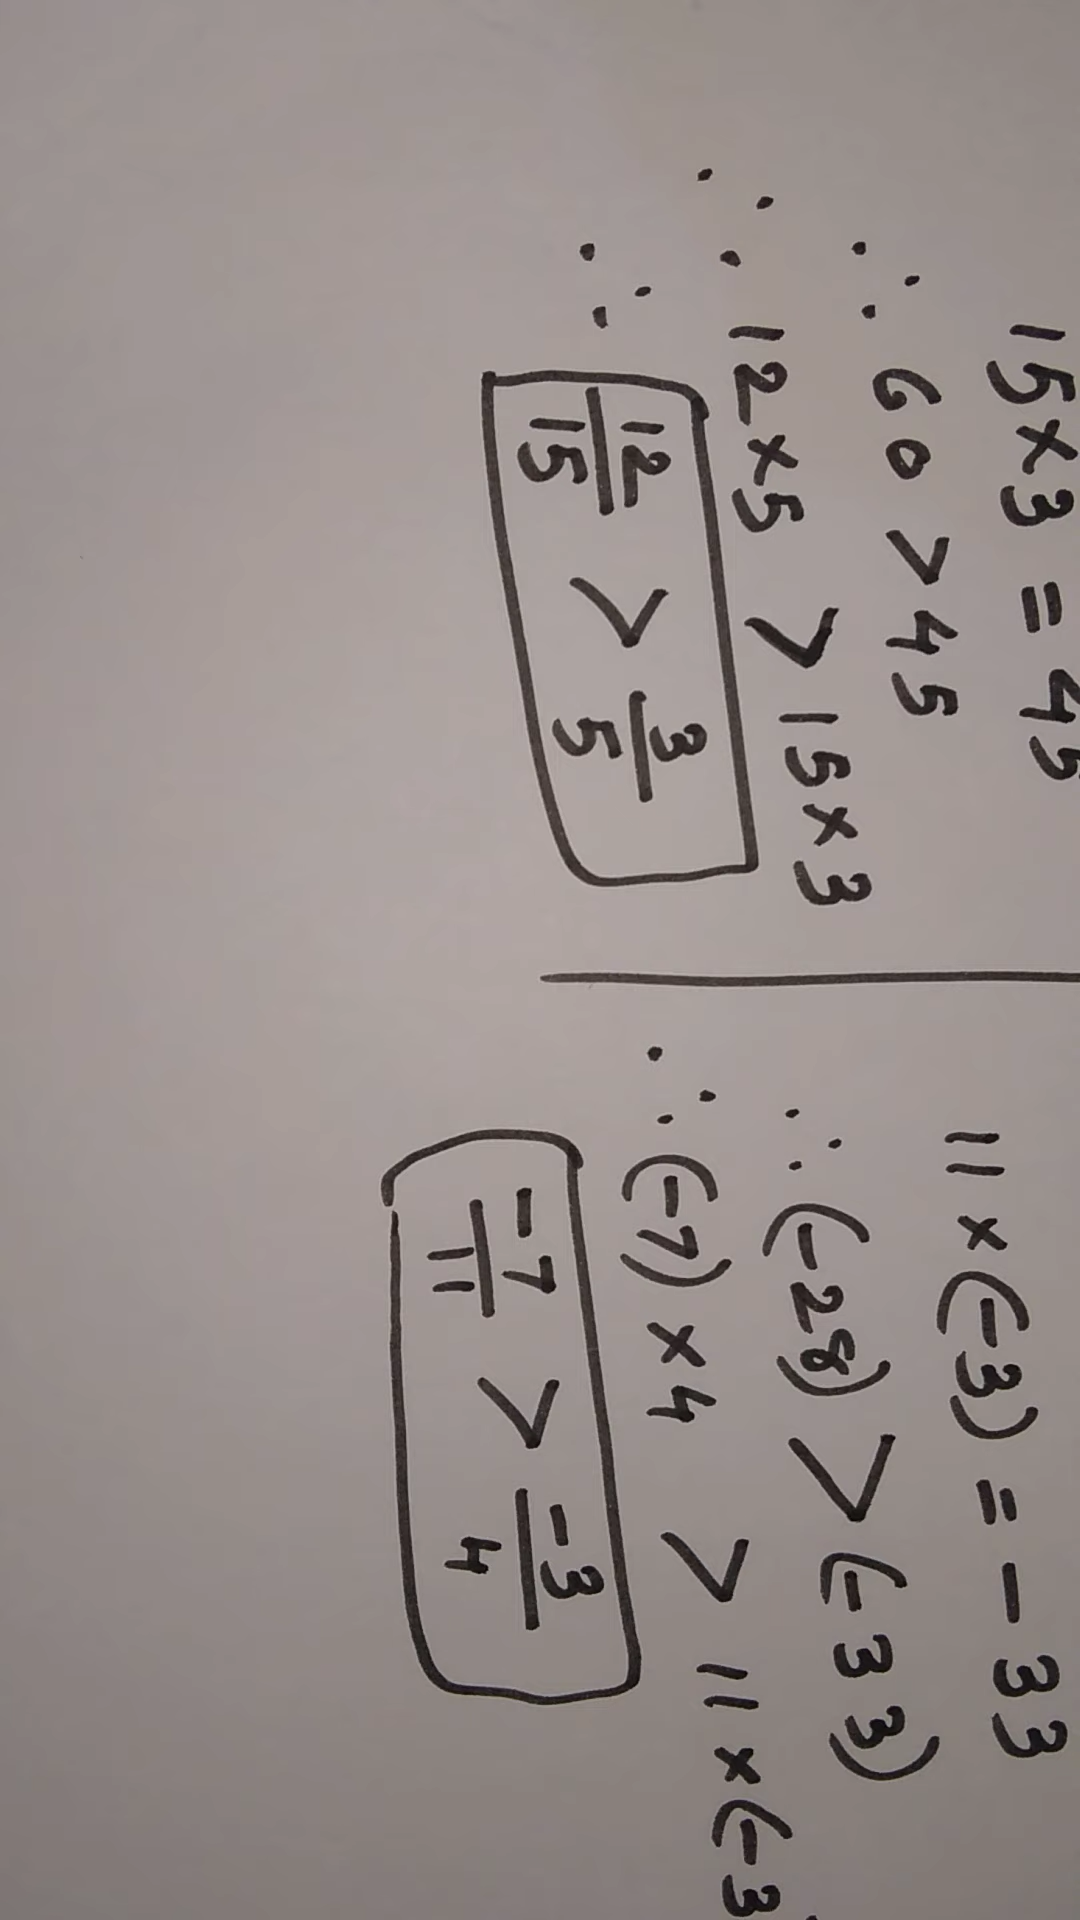 15×3 = 45
∴ 60 > 45
∴ 12×5 > 15×3
∴ 12/15 > 3/5
11×(-3) = -33
∴ (-28) > (-33)
∴ (-7)×4 > 11×(-3
-7/11 > -3/4